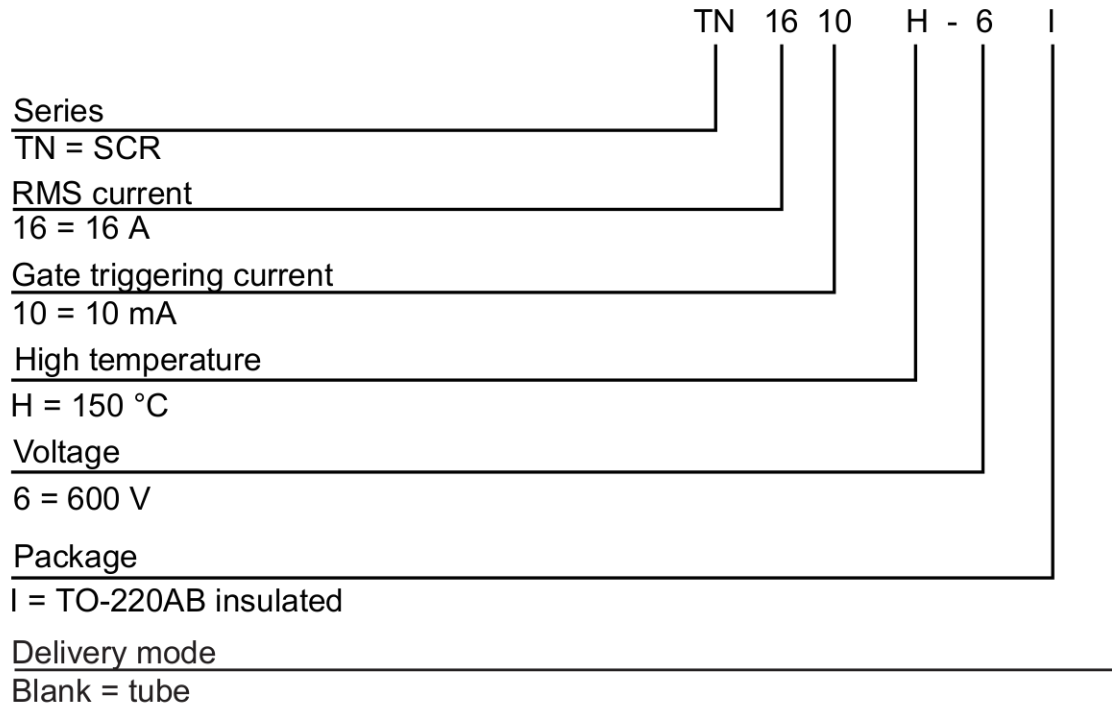 TN 16 10 H - 6 I
Series
TN = SCR
RMS current
16 = 16 A
Gate triggering current
10 = 10 mA
High temperature
H = 150 °C
Voltage
6 = 600 V
Package
I = TO-220AB insulated
Delivery mode
Blank = tube